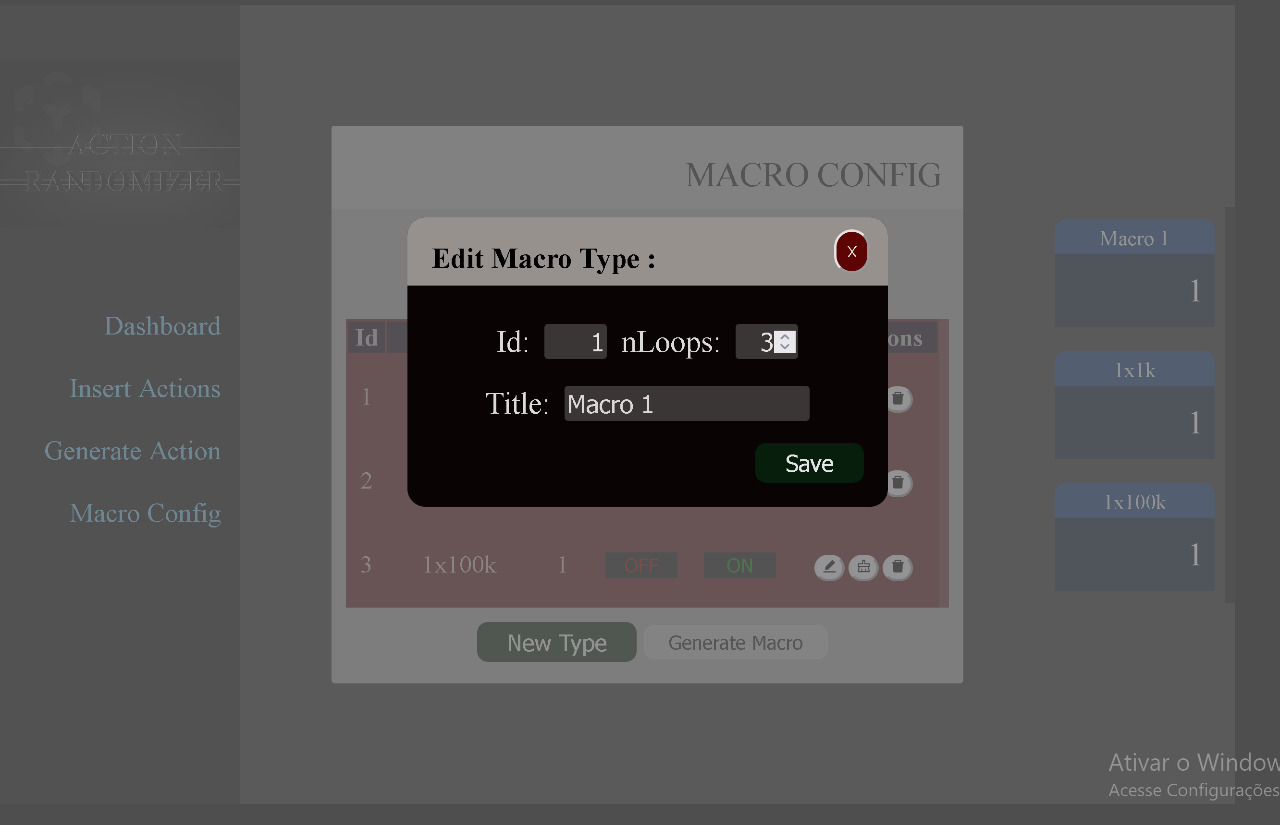 ACTION
RANDOMIZER
Dashboard
Insert Actions
Generate Action
Macro Config
MACRO CONFIG
Edit Macro Type :
X
Id: 1 nLoops: 3
Title: Macro 1
Save
Id
1
2
3 1x100k 1 OFF ON
New Type
Generate Macro
Macro 1
1
1x1k
1
1x100k
1
Ativar o Window
Acesse Configurações